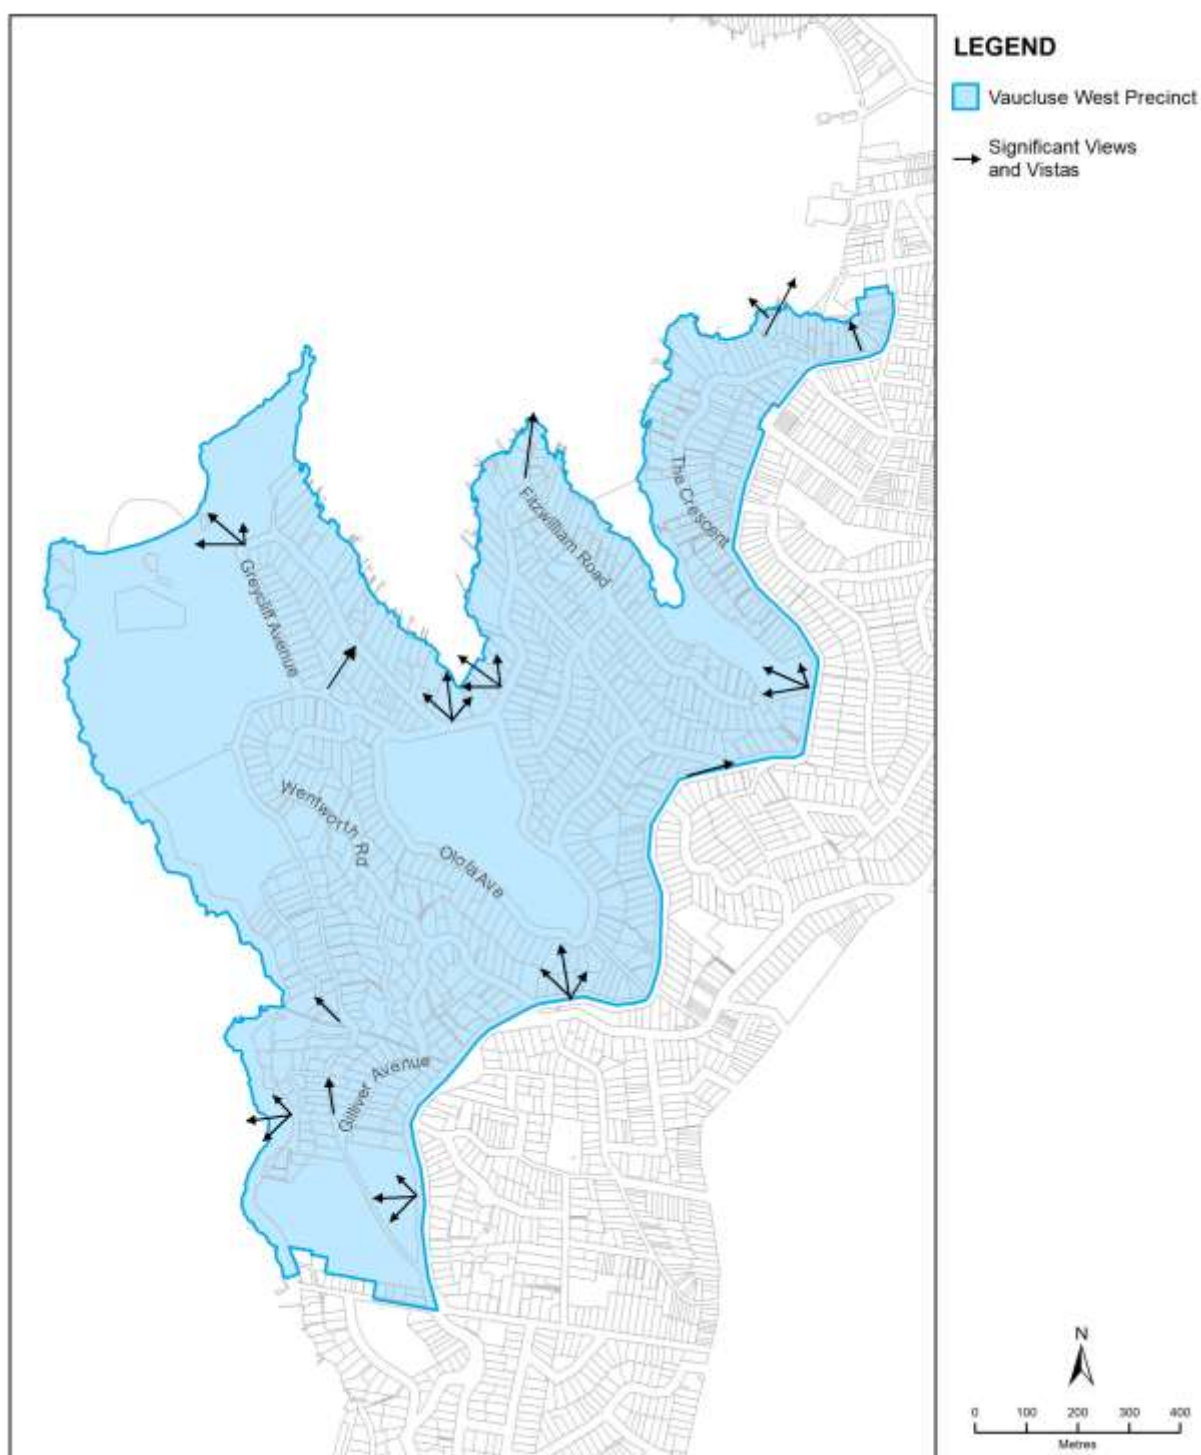 LEGEND
Vaucluse West Precinct
Significant Views
and Vistas
The Crescent
Fitzwilliam Road
Greycliff Avenue
Wentworth Rd
Olola Ave
Gilliver Avenue
N
0 100 200 300 400
Metres